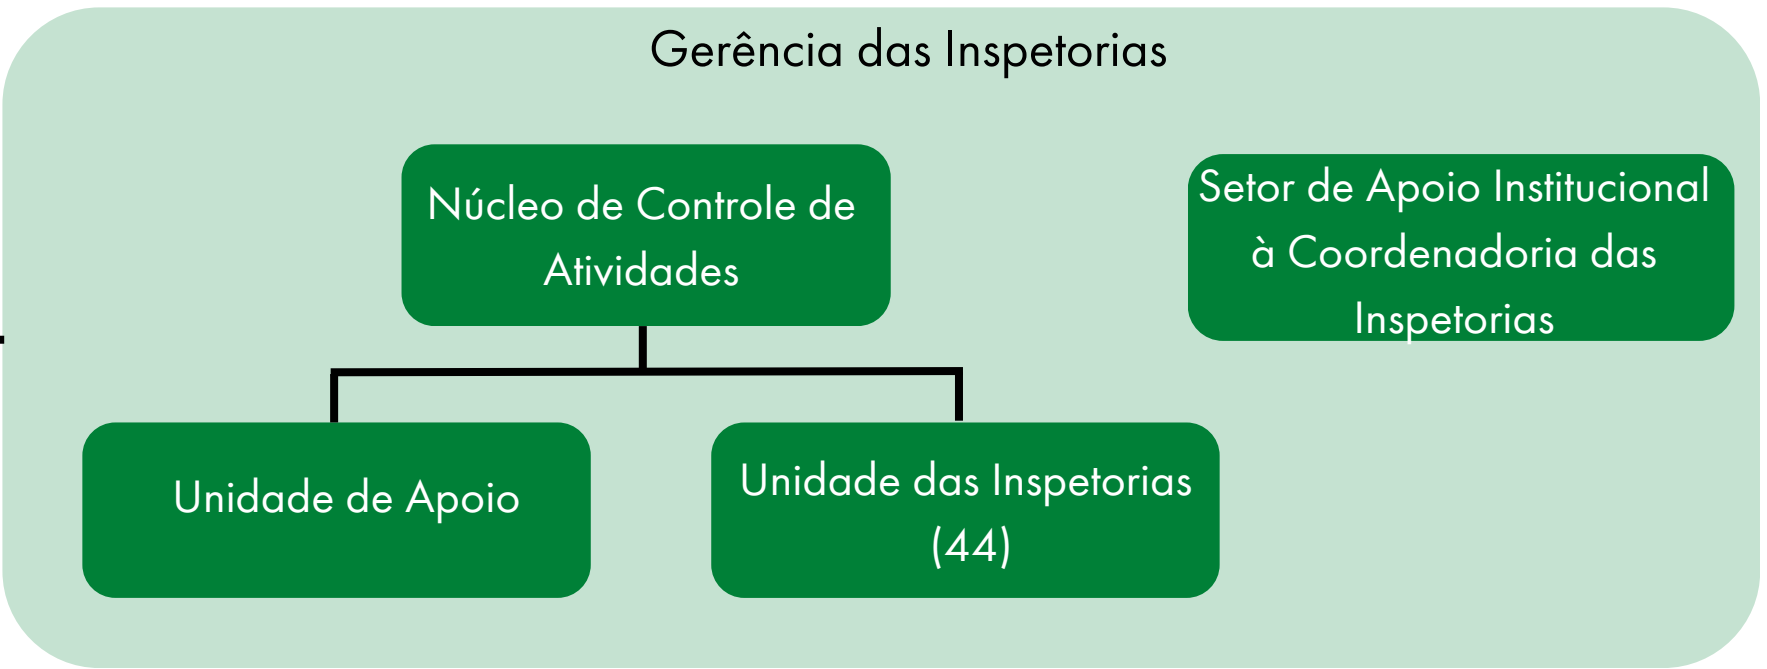 Gerência das Inspetorias
Núcleo de Controle de
Atividades
Setor de Apoio Institucional
à Coordenadoria das
Inspetorias
Unidade de Apoio
Unidade das Inspetorias
(44)